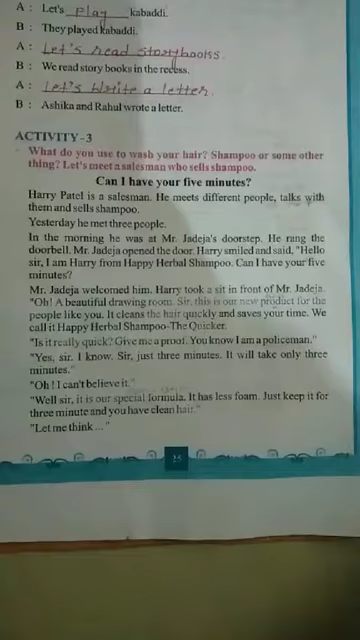 A : Let's play kabaddi.
B : They played kabaddi.
A : Let's read storybooks.
B : We read story books in the recess.
A : Let's write a letter.
B : Ashika and Rahul wrote a letter.
ACTIVITY-3
• What do you use to wash your hair? Shampoo or some other
thing? Let's meet a salesman who sells shampoo.
Can I have your five minutes?
Harry Patel is a salesman. He meets different people, talks with
them and sells shampoo.
Yesterday he met three people.
In the morning he was at Mr. Jadeja's doorstep. He rang the
doorbell. Mr. Jadeja opened the door. Harry smiled and said, "Hello
sir, I am Harry from Happy Herbal Shampoo. Can I have your five
minutes?
Mr. Jadeja welcomed him. Harry took a sit in front of Mr. Jadeja.
"Oh! A beautiful drawing room. Sir, this is our new product for the
people like you. It cleans the hair quickly and saves your time. We
call it Happy Herbal Shampoo-The Quicker.
"Is it really quick? Give me a proof. You know I am a policeman."
"Yes, sir. I know. Sir, just three minutes. It will take only three
minutes."
"Oh ! I can't believe it."
"Well sir, it is our special formula. It has less foam. Just keep it for
three minute and you have clean hair."
"Let me think ... "